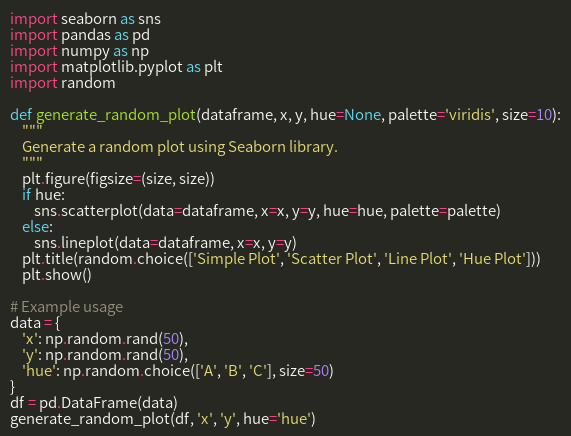 import seaborn as sns
import pandas as pd
import numpy as np
import matplotlib.pyplot as plt
import random

def generate_random_plot(dataframe, x, y, hue=None, palette='viridis', size=10):
    """
    Generate a random plot using Seaborn library.
    """
    plt.figure(figsize=(size, size))
    if hue:
        sns.scatterplot(data=dataframe, x=x, y=y, hue=hue, palette=palette)
    else:
        sns.lineplot(data=dataframe, x=x, y=y)
    plt.title(random.choice(['Simple Plot', 'Scatter Plot', 'Line Plot', 'Hue Plot']))
    plt.show()

# Example usage
data = {
    'x': np.random.rand(50),
    'y': np.random.rand(50),
    'hue': np.random.choice(['A', 'B', 'C'], size=50)
}
df = pd.DataFrame(data)
generate_random_plot(df, 'x', 'y', hue='hue')